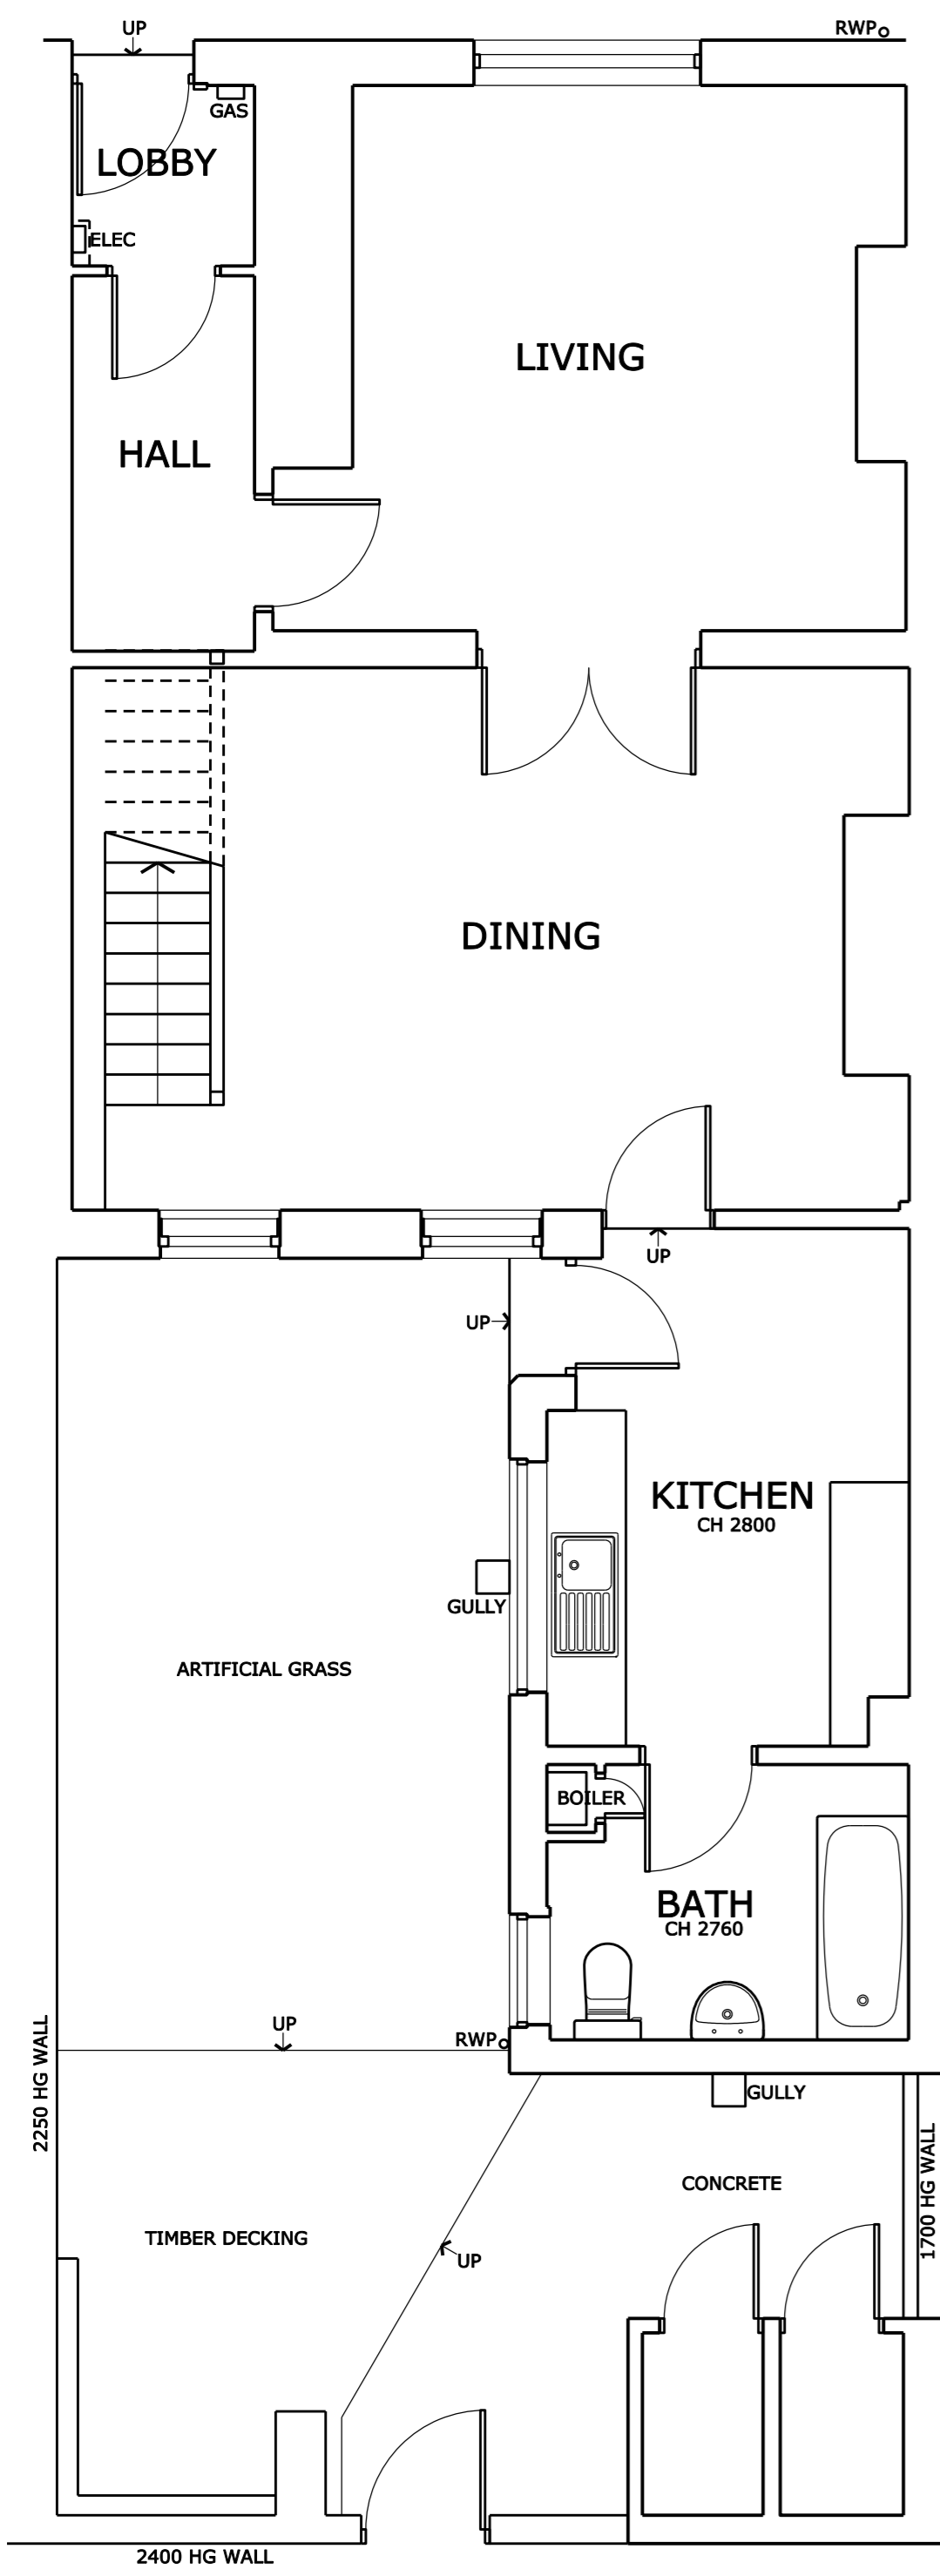 UP
RWP
GAS
LOBBY
ELEC
LIVING
HALL
DINING
UP
UP
KITCHEN
CH 2800
GULLY
ARTIFICIAL GRASS
BOILER
BATH
CH 2760
UP
RWP
2250 HG WALL
GULLY
CONCRETE
1700 HG WALL
TIMBER DECKING
UP
2400 HG WALL